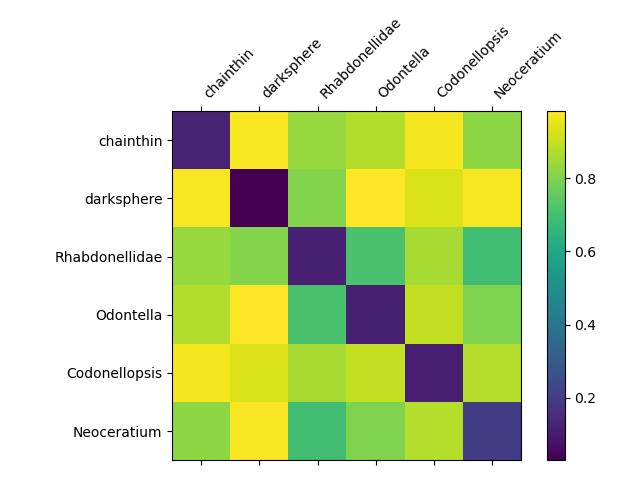 chainthin
darksphere
Rhabdonellidae
Odontella
Codonellopsis
Neoceratium
chainthin
darksphere
Rhabdonellidae
Odontella
Codonellopsis
Neoceratium
0.8
0.6
0.4
0.2